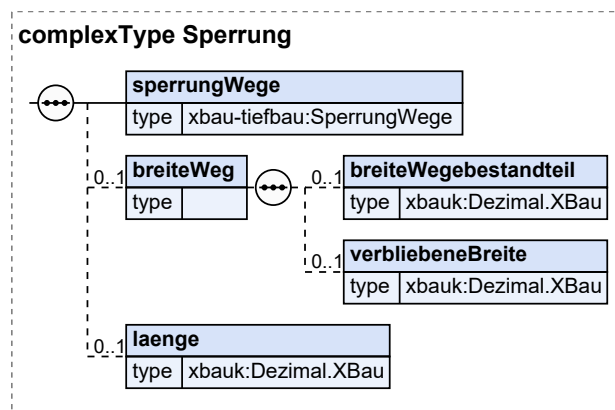 complexType Sperrung
sperrungWege
type xbau-tiefbau:SperrungWege
0..1 breiteWeg
type
0..1 breiteWegebestandteil
type xbauk:Dezimal.XBau
0..1 verbliebeneBreite
type xbauk:Dezimal.XBau
0..1 laenge
type xbauk:Dezimal.XBau